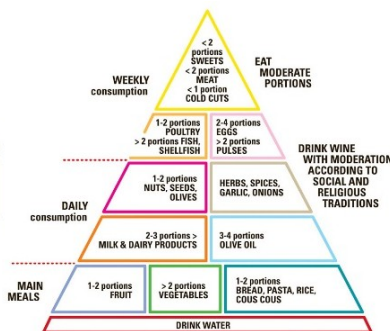 < 2
portions
SWEETS
< 2 portions
MEAT
< 1 portion
COLD CUTS
WEEKLY
consumption
EAT
MODERATE
PORTIONS
1-2 portions
POULTRY
> 2 portions FISH,
SHELLFISH
2-4 portions
EGGS
> 2 portions
PULSES
DRINK WINE
WITH MODERATION
ACCORDING TO
SOCIAL AND
RELIGIOUS
TRADITIONS
DAILY
consumption
1-2 portions
NUTS, SEEDS,
OLIVES
HERBS, SPICES,
GARLIC, ONIONS
2-3 portions >
MILK & DAIRY PRODUCTS
3-4 portions
OLIVE OIL
MAIN
MEALS
1-2 portions
FRUIT
> 2 portions
VEGETABLES
1-2 portions
BREAD, PASTA, RICE,
COUS COUS
DRINK WATER